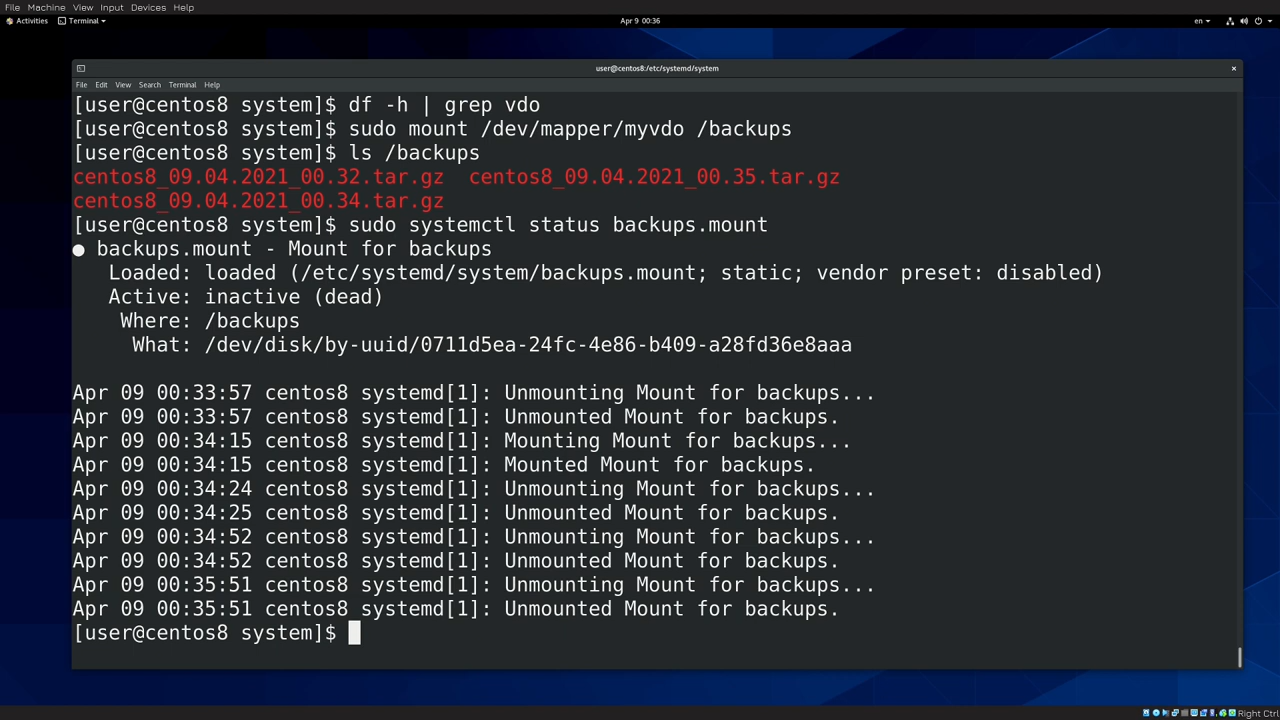 File Machine View Input Devices Help
Activities Terminal Apr 9 00:36 en
user@centos8:/etc/systemd/system
File Edit View Search Terminal Help
[user@centos8 system]$ df -h | grep vdo
[user@centos8 system]$ sudo mount /dev/mapper/myvdo /backups
[user@centos8 system]$ ls /backups
centos8_09.04.2021_00.32.tar.gz centos8_09.04.2021_00.35.tar.gz
centos8_09.04.2021_00.34.tar.gz
[user@centos8 system]$ sudo systemctl status backups.mount
● backups.mount - Mount for backups
Loaded: loaded (/etc/systemd/system/backups.mount; static; vendor preset: disabled)
Active: inactive (dead)
Where: /backups
What: /dev/disk/by-uuid/0711d5ea-24fc-4e86-b409-a28fd36e8aaa
Apr 09 00:33:57 centos8 systemd[1]: Unmounting Mount for backups...
Apr 09 00:33:57 centos8 systemd[1]: Unmounted Mount for backups.
Apr 09 00:34:15 centos8 systemd[1]: Mounting Mount for backups...
Apr 09 00:34:15 centos8 systemd[1]: Mounted Mount for backups.
Apr 09 00:34:24 centos8 systemd[1]: Unmounting Mount for backups...
Apr 09 00:34:25 centos8 systemd[1]: Unmounted Mount for backups.
Apr 09 00:34:52 centos8 systemd[1]: Unmounting Mount for backups...
Apr 09 00:34:52 centos8 systemd[1]: Unmounted Mount for backups.
Apr 09 00:35:51 centos8 systemd[1]: Unmounting Mount for backups...
Apr 09 00:35:51 centos8 systemd[1]: Unmounted Mount for backups.
[user@centos8 system]$
Right Ctrl